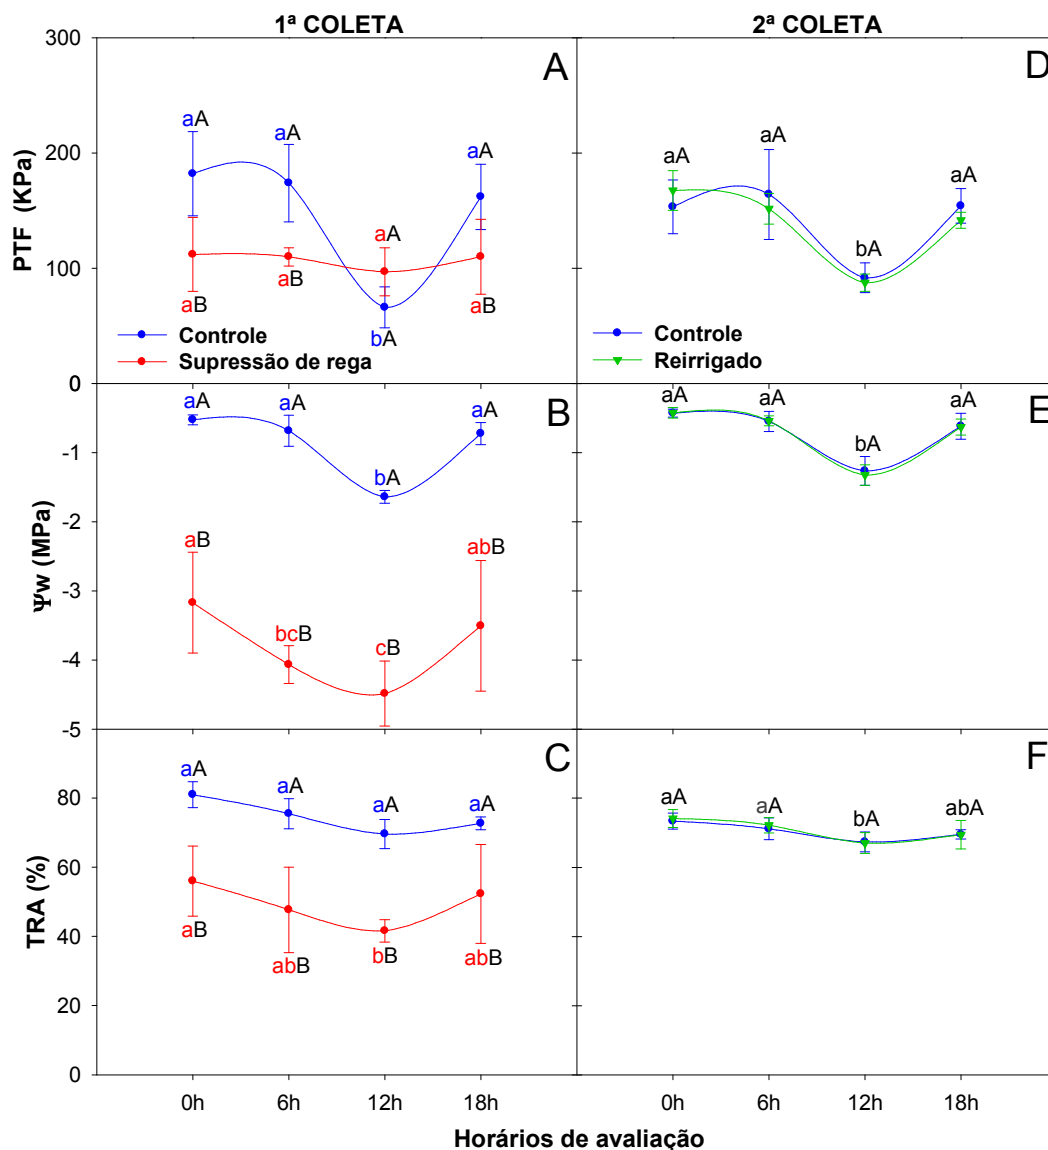 1ª COLETA
2ª COLETA
300
200
100
0
PTF (KPa)
A
aA
aA
aA
aA
aB
aB
aB
bA
Controle
Supressão de rega
D
aA
aA
aA
bA
Controle
Reirrigado
-1
-2
-3
-4
-5
Ψw (MPa)
B
aA
aA
aA
bA
aB
abB
bcB
cB
E
aA
aA
aA
bA
80
60
40
20
0
TRA (%)
C
aA
aA
aA
aA
aB
abB
bB
abB
F
aA
aA
bA
abA
0h
6h
12h
18h
0h
6h
12h
18h
Horários de avaliação